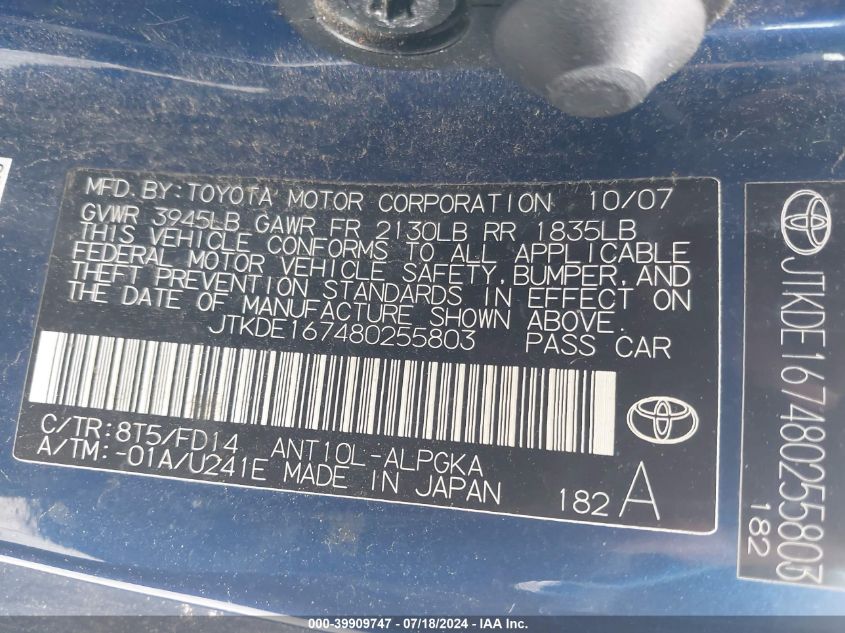 MFD. BY: TOYOTA MOTOR CORPORATION 10/07
GVWR 3945LB GAWR FR 2130LB RR 1835LB
THIS VEHICLE CONFORMS TO ALL APPLICABLE
FEDERAL MOTOR VEHICLE SAFETY, BUMPER, AND
THEFT PREVENTION STANDARDS IN EFFECT ON
THE DATE OF MANUFACTURE SHOWN ABOVE.
JTKDE167480255803 PASS CAR
C/TR: 8T5/FD14 ANT10L-ALPGKA
A/TM: -01A/U241E MADE IN JAPAN
182 A
JTKDE167480255803
182
000-39909747 - 07/18/2024 - IAA Inc.